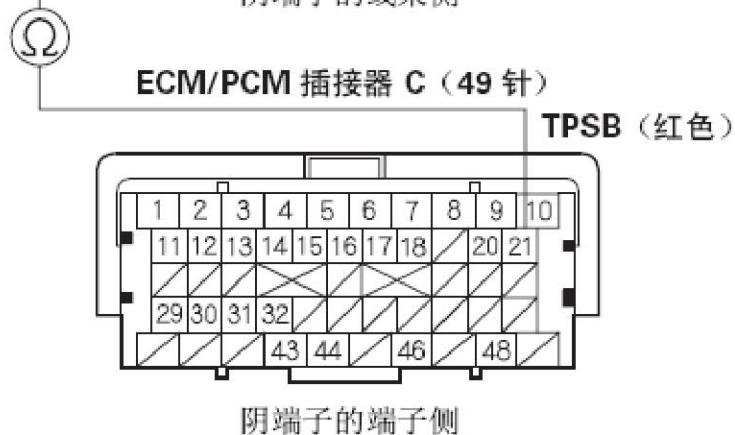 阴端子的线束侧
Ω
ECM/PCM 插接器 C（49 针）
TPSB（红色）
1 2 3 4 5 6 7 8 9 10
11 12 13 14 15 16 17 18 20 21
29 30 31 32
43 44 46 48
阴端子的端子侧